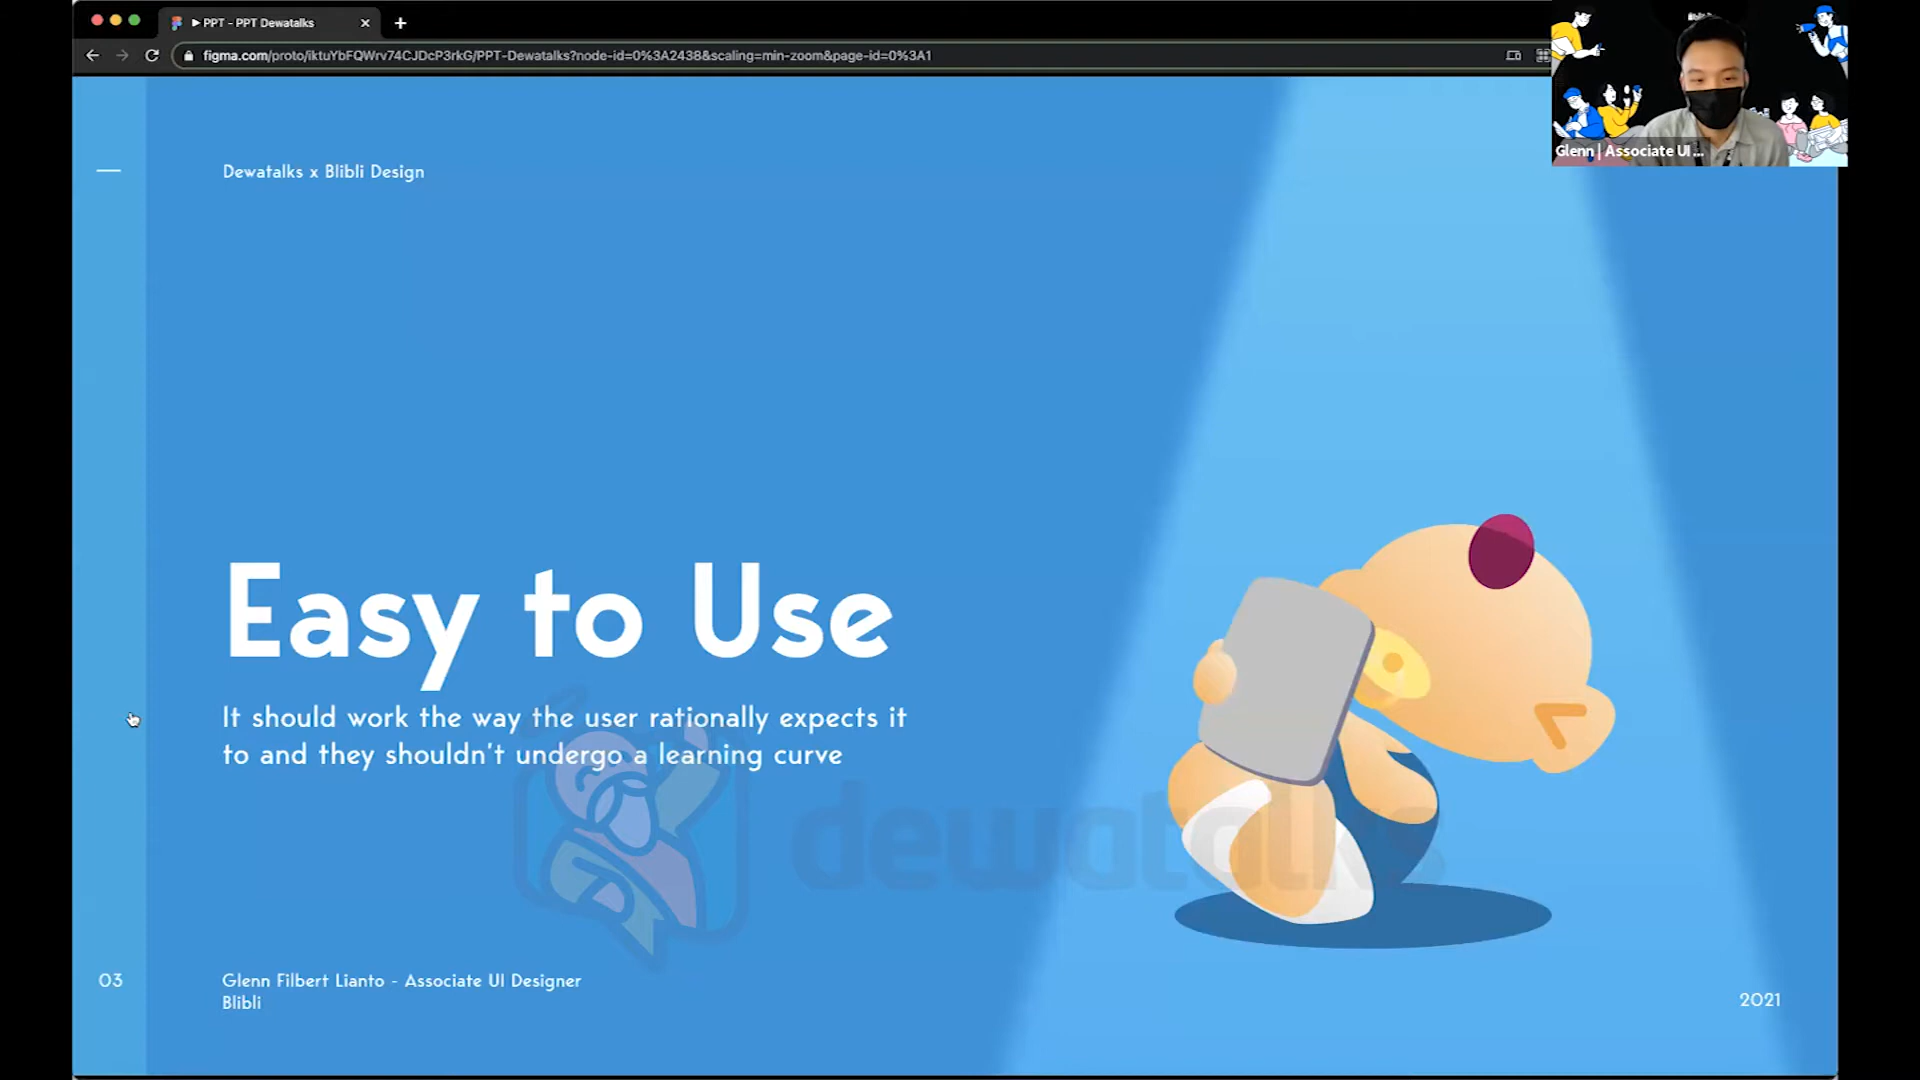 PPT - PPT Dewatalks
figma.com/proto/iktuYbFQWrv74CJDcP3rkG/PPT-Dewatalks?node-id=0%3A2438&scaling=min-zoom&page-id=0%3A1
Glenn | Associate UI ...
Dewatalks x Blibli Design
Easy to Use
It should work the way the user rationally expects it
to and they shouldn't undergo a learning curve
dewatalks
03
Glenn Filbert Lianto - Associate UI Designer
Blibli
2021